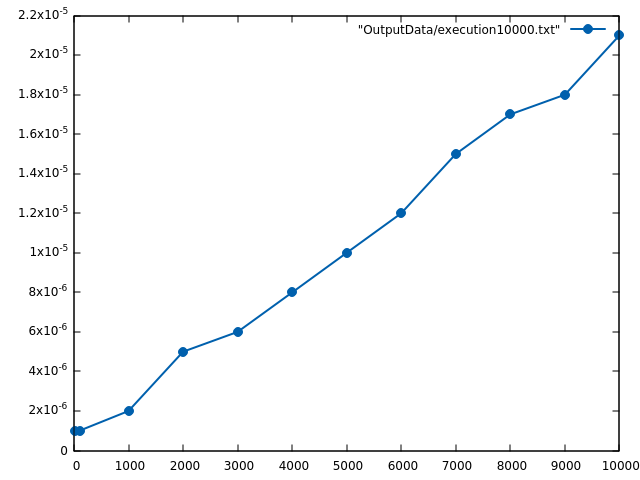 2.2x10⁻⁵
"OutputData/execution10000.txt"
2x10⁻⁵
1.8x10⁻⁵
1.6x10⁻⁵
1.4x10⁻⁵
1.2x10⁻⁵
1x10⁻⁵
8x10⁻⁶
6x10⁻⁶
4x10⁻⁶
2x10⁻⁶
0
0 1000 2000 3000 4000 5000 6000 7000 8000 9000 10000